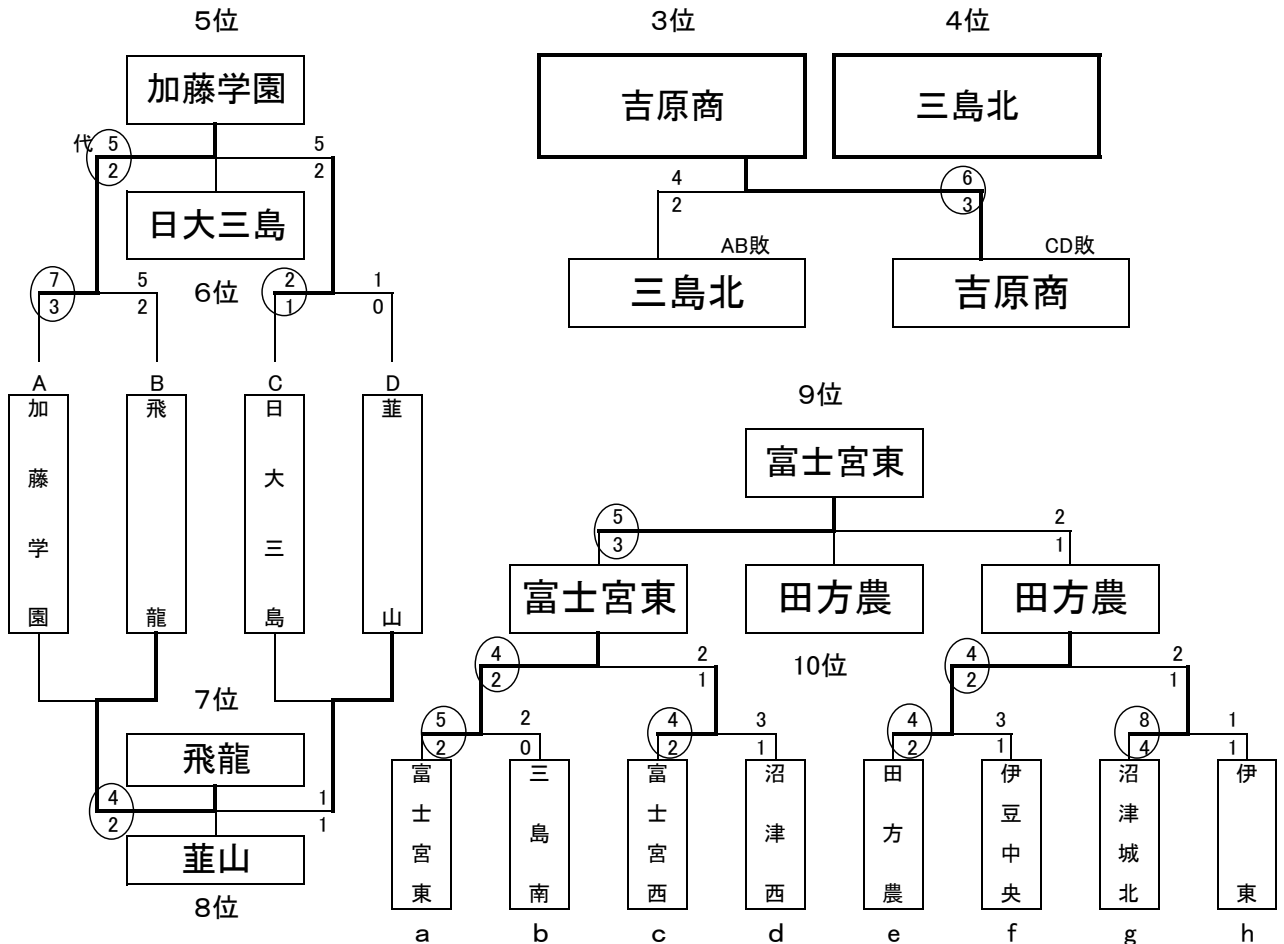 5位
加藤学園
代 5 5
2 2
日大三島
6位
7 5 2 1
3 2 1 0
A B C D
加藤学園
飛龍
日大三島
韮山
7位
飛龍
4 1
2 1
韮山
8位
3位 4位
吉原商 三島北
4 6
2 3
AB敗 CD敗
三島北 吉原商
9位
富士宮東
5 2
3 1
富士宮東 田方農 田方農
10位
4 2 4 2
2 1 2 1
5 2 4 3 4 3 8 1
2 0 2 1 2 1 4 1
富士宮東
三島南
富士宮西
沼津西
田方農
伊豆中央
沼津城北
伊東
a b c d e f g h